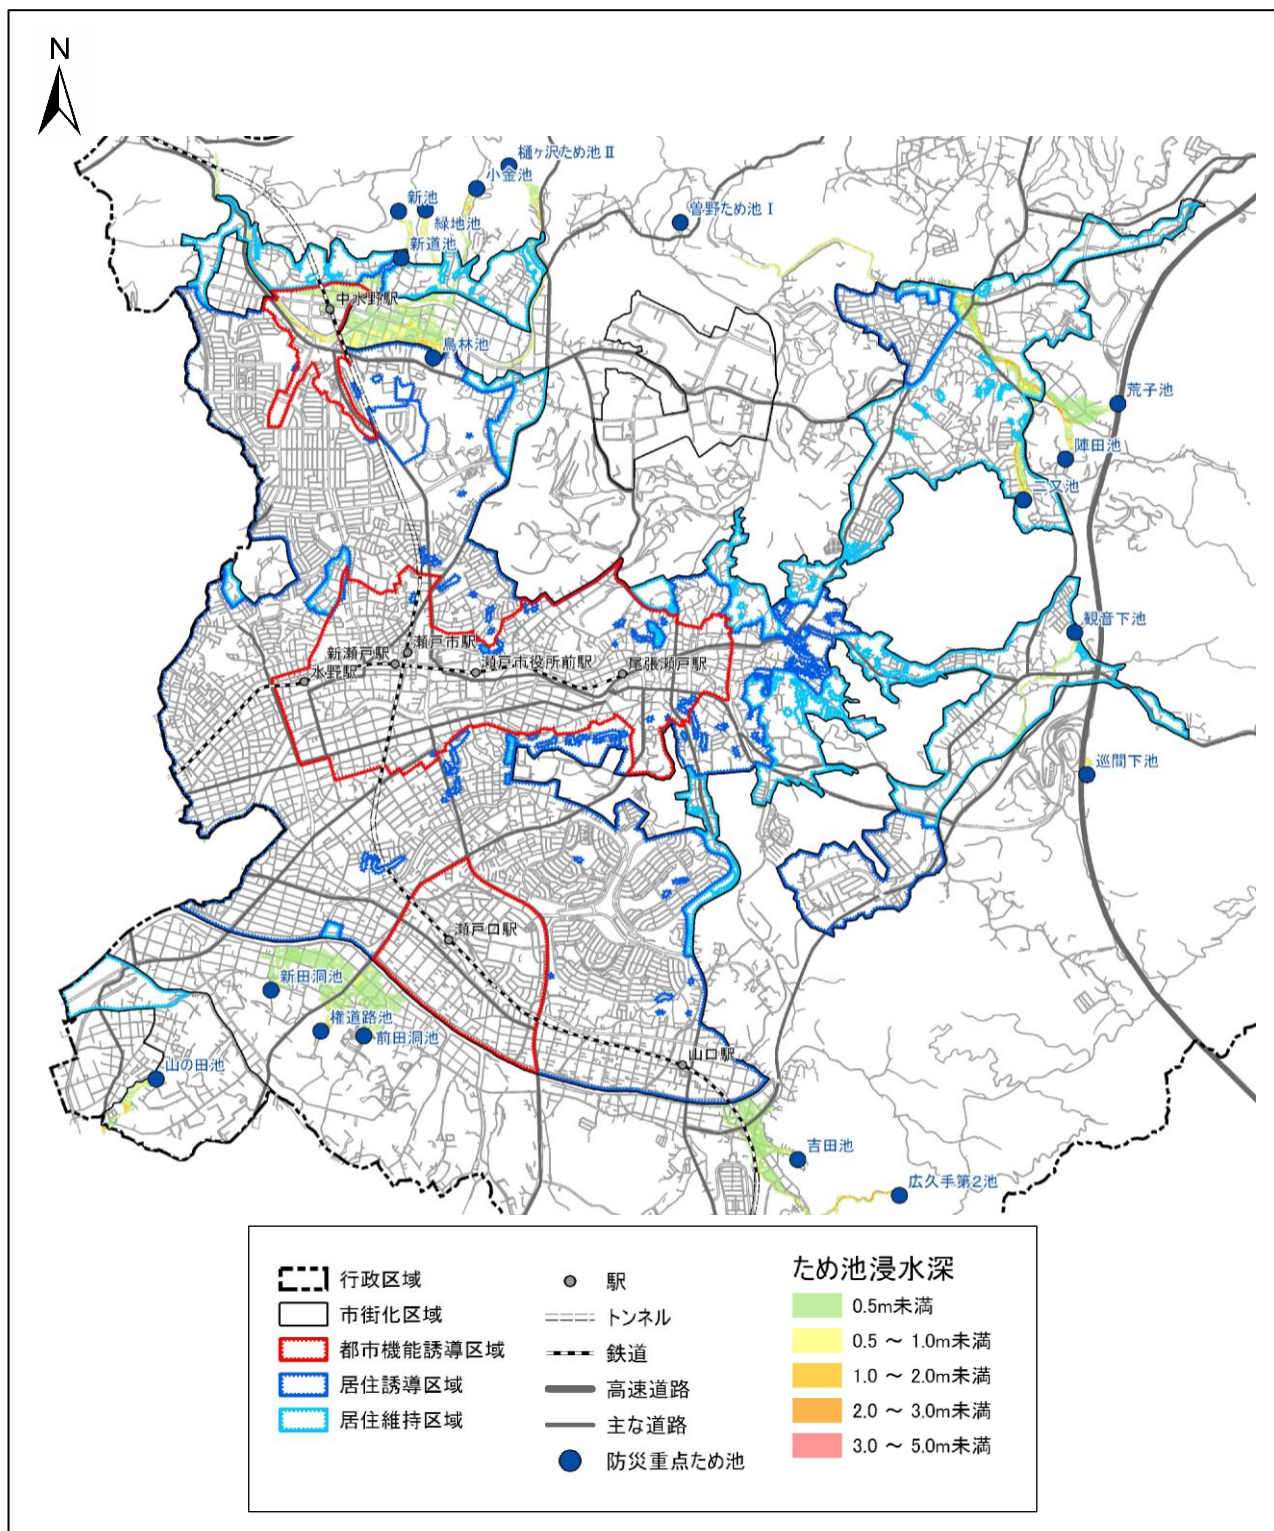 N
樋ヶ沢ため池Ⅱ
小金池
新池
緑地池
曽野ため池Ⅰ
新道池
中水野駅
鳥林池
荒子池
陣田池
二又池
観音下池
瀬戸市駅
新瀬戸駅
瀬戸市役所前駅
尾張瀬戸駅
水野駅
巡間下池
瀬戸口駅
新田洞池
権道路池
前田洞池
山口駅
山の田池
吉田池
広久手第2池
行政区域
市街化区域
都市機能誘導区域
居住誘導区域
居住維持区域
駅
トンネル
鉄道
高速道路
主な道路
防災重点ため池
ため池浸水深
0.5m未満
0.5 ～ 1.0m未満
1.0 ～ 2.0m未満
2.0 ～ 3.0m未満
3.0 ～ 5.0m未満